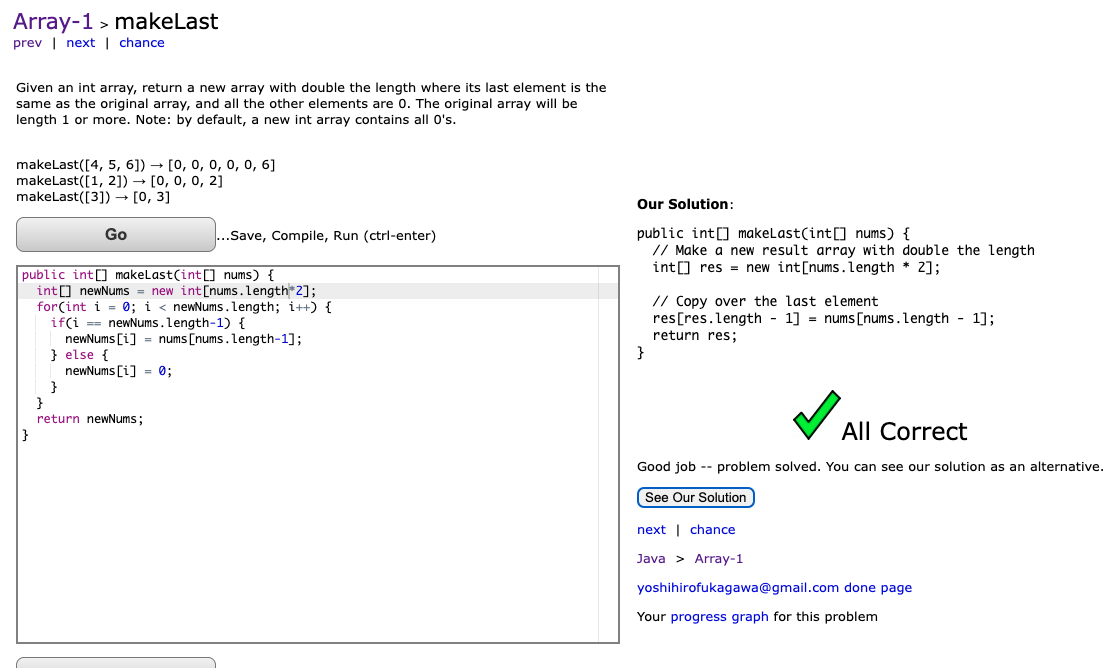 Array-1 > makeLast
prev | next | chance
Given an int array, return a new array with double the length where its last element is the
same as the original array, and all the other elements are 0. The original array will be
length 1 or more. Note: by default, a new int array contains all 0's.
makeLast([4, 5, 6]) → [0, 0, 0, 0, 0, 6]
makeLast([1, 2]) → [0, 0, 0, 2]
makeLast([3]) → [0, 3]
Go
...Save, Compile, Run (ctrl-enter)
public int[] makeLast(int[] nums) {
  int[] newNums = new int[nums.length*2];
  for(int i = 0; i < newNums.length; i++) {
    if(i == newNums.length-1) {
      newNums[i] = nums[nums.length-1];
    } else {
      newNums[i] = 0;
    }
  }
  return newNums;
}
Our Solution:
public int[] makeLast(int[] nums) {
  // Make a new result array with double the length
  int[] res = new int[nums.length * 2];
  // Copy over the last element
  res[res.length - 1] = nums[nums.length - 1];
  return res;
}
All Correct
Good job -- problem solved. You can see our solution as an alternative.
See Our Solution
next | chance
Java > Array-1
yoshihirofukagawa@gmail.com done page
Your progress graph for this problem